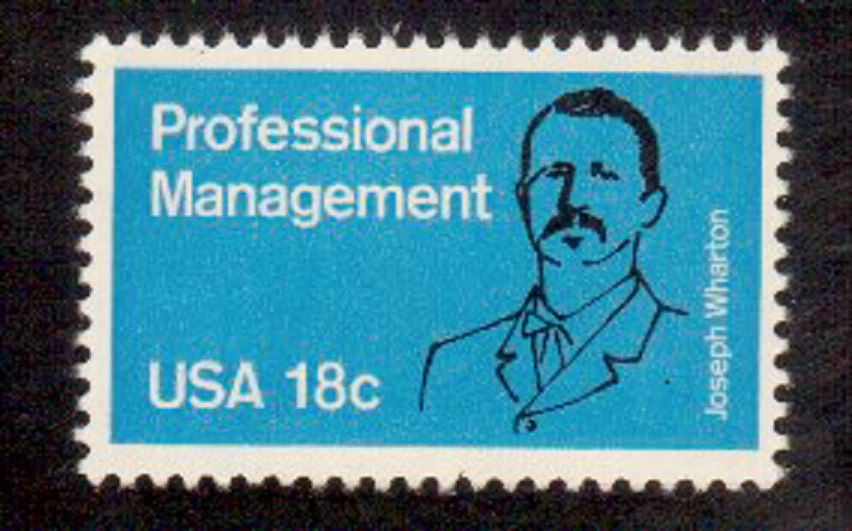 Professional
Management
USA 18c
Joseph Wharton